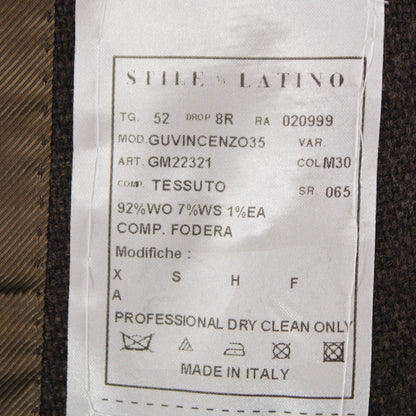 STILE LATINO
TG. 52 DROP 8R RA 020999
MOD. GUVINCENZO35 VAR.
ART. GM22321 COL M30
COMP. TESSUTO SR. 065
92%WO 7%WS 1%EA
COMP. FODERA
Modifiche :
X S H F
A
PROFESSIONAL DRY CLEAN ONLY
MADE IN ITALY